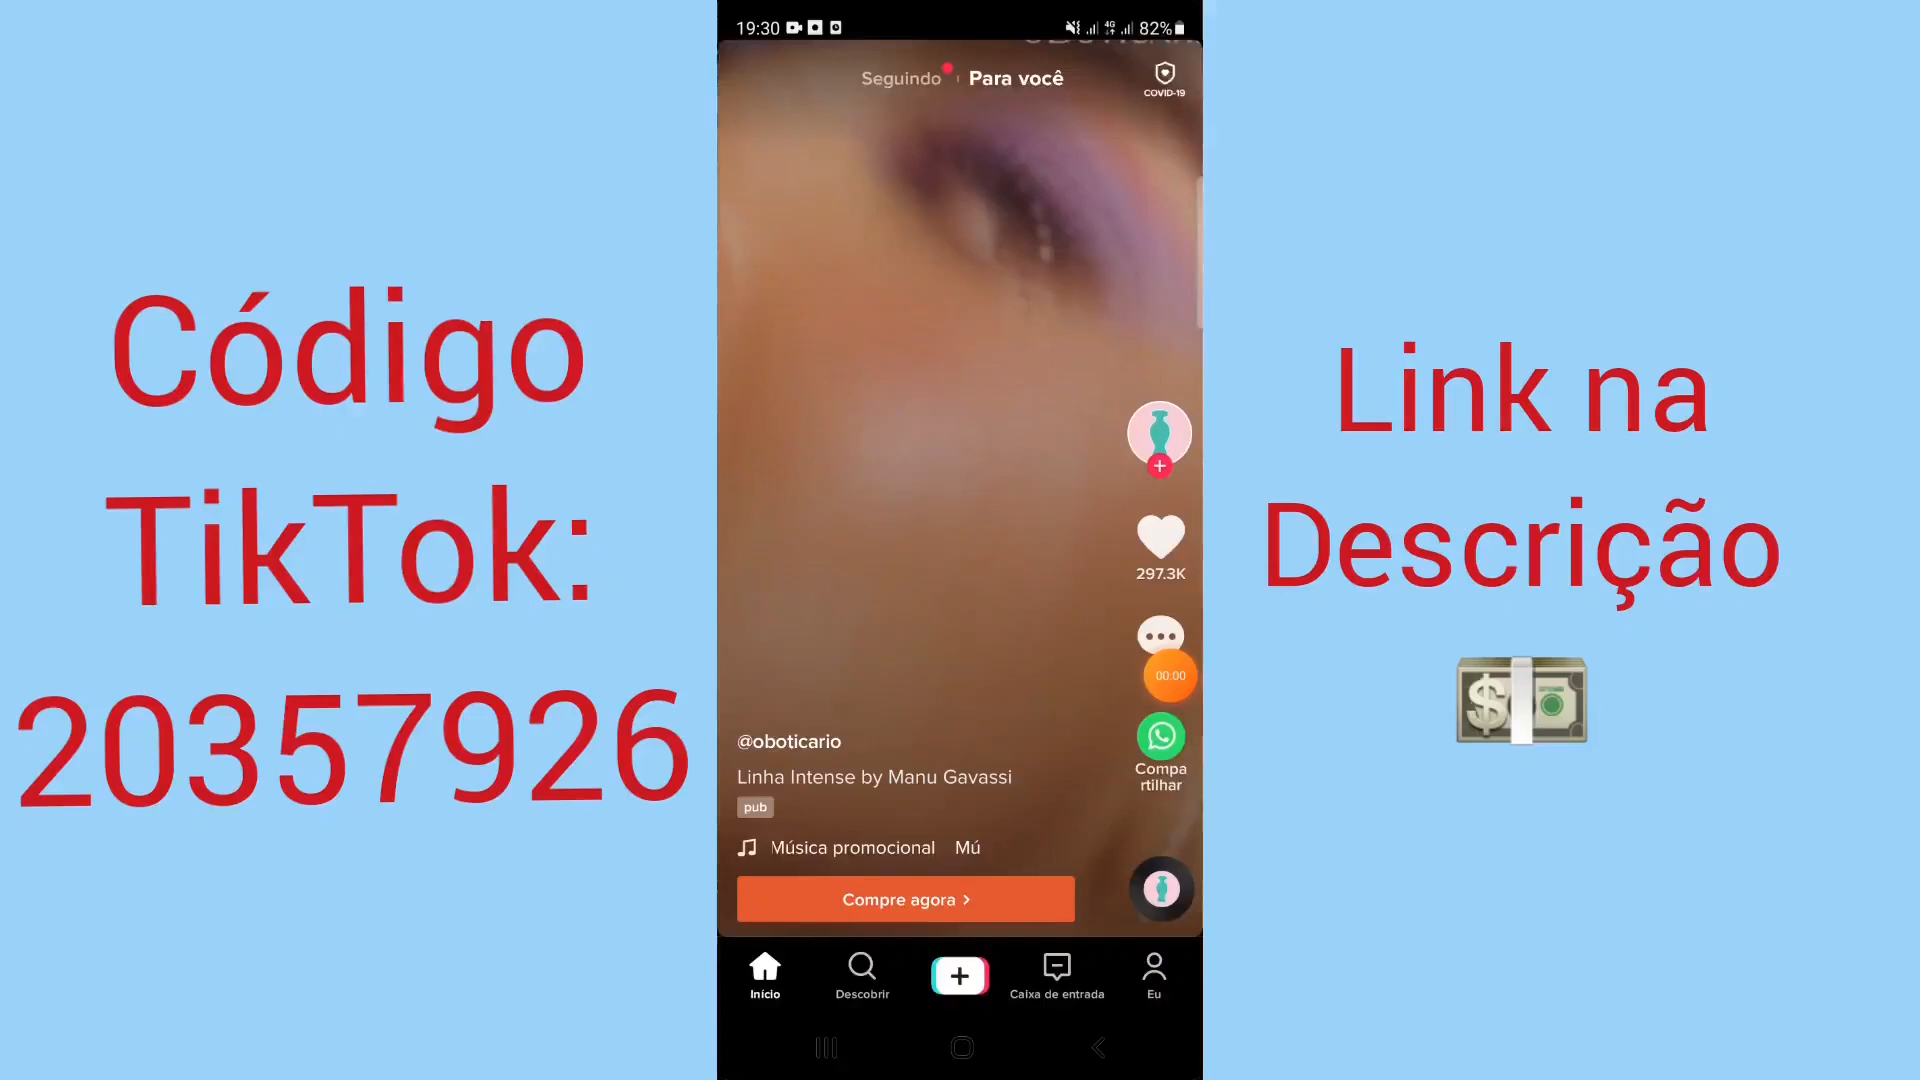 19:30
4G
82%
Seguindo
Para você
COVID-19
Código
TikTok:
20357926
Link na
Descrição
297.3K
00:00
Compa
rtilhar
@oboticario
Linha Intense by Manu Gavassi
pub
Música promocional Mú
Compre agora >
Início
Descobrir
Caixa de entrada
Eu